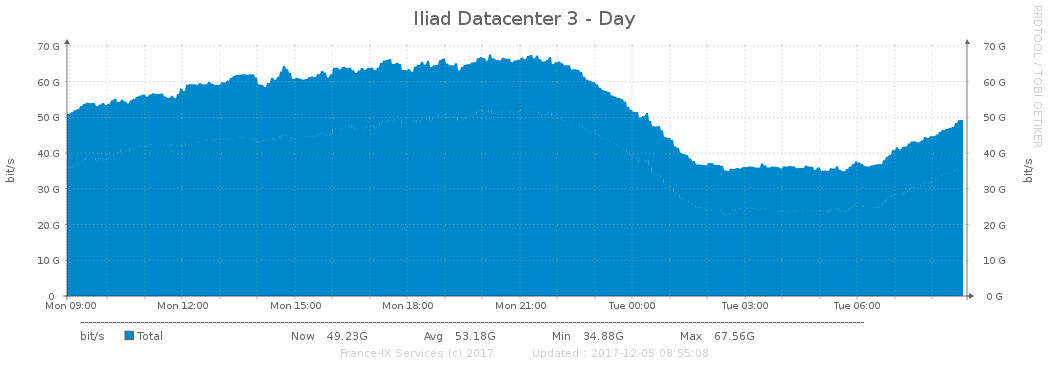 Iliad Datacenter 3 - Day
RRDTOOL / TOBI OETIKER
70 G 70 G
60 G 60 G
50 G 50 G
40 G 40 G
30 G 30 G
20 G 20 G
10 G 10 G
0 0 G
bit/s bit/s
Mon 09:00 Mon 12:00 Mon 15:00 Mon 18:00 Mon 21:00 Tue 00:00 Tue 03:00 Tue 06:00
bit/s Total Now 49.23G Avg 53.18G Min 34.88G Max 67.56G
France-IX Services (c) 2017 Updated : 2017-12-05 08:55:08